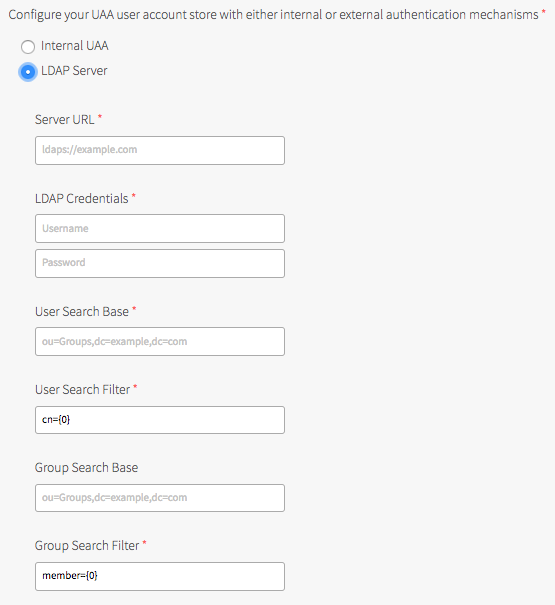 Configure your UAA user account store with either internal or external authentication mechanisms *
Internal UAA
LDAP Server
Server URL *
ldaps://example.com
LDAP Credentials *
Username
Password
User Search Base *
ou=Groups,dc=example,dc=com
User Search Filter *
cn={0}
Group Search Base
ou=Groups,dc=example,dc=com
Group Search Filter *
member={0}